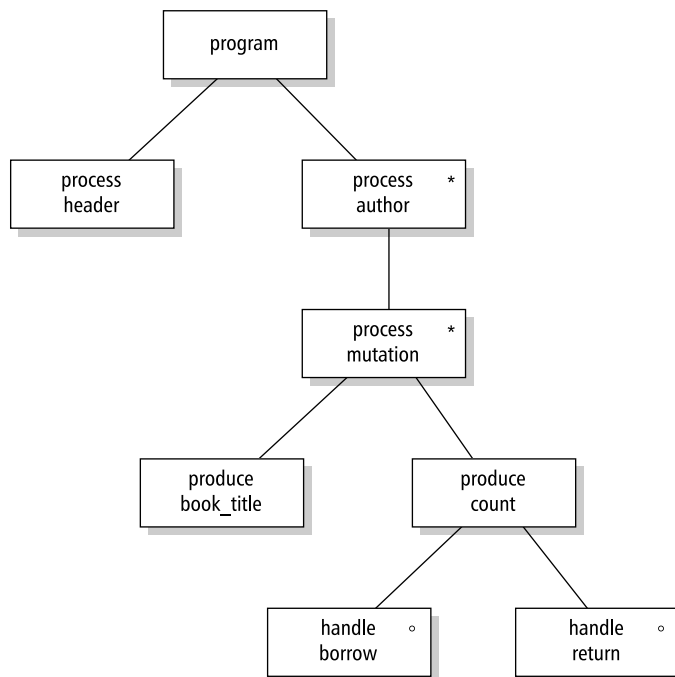 program
process *
header
process *
author
process *
mutation
produce
book_title
produce
count
handle °
borrow
handle °
return